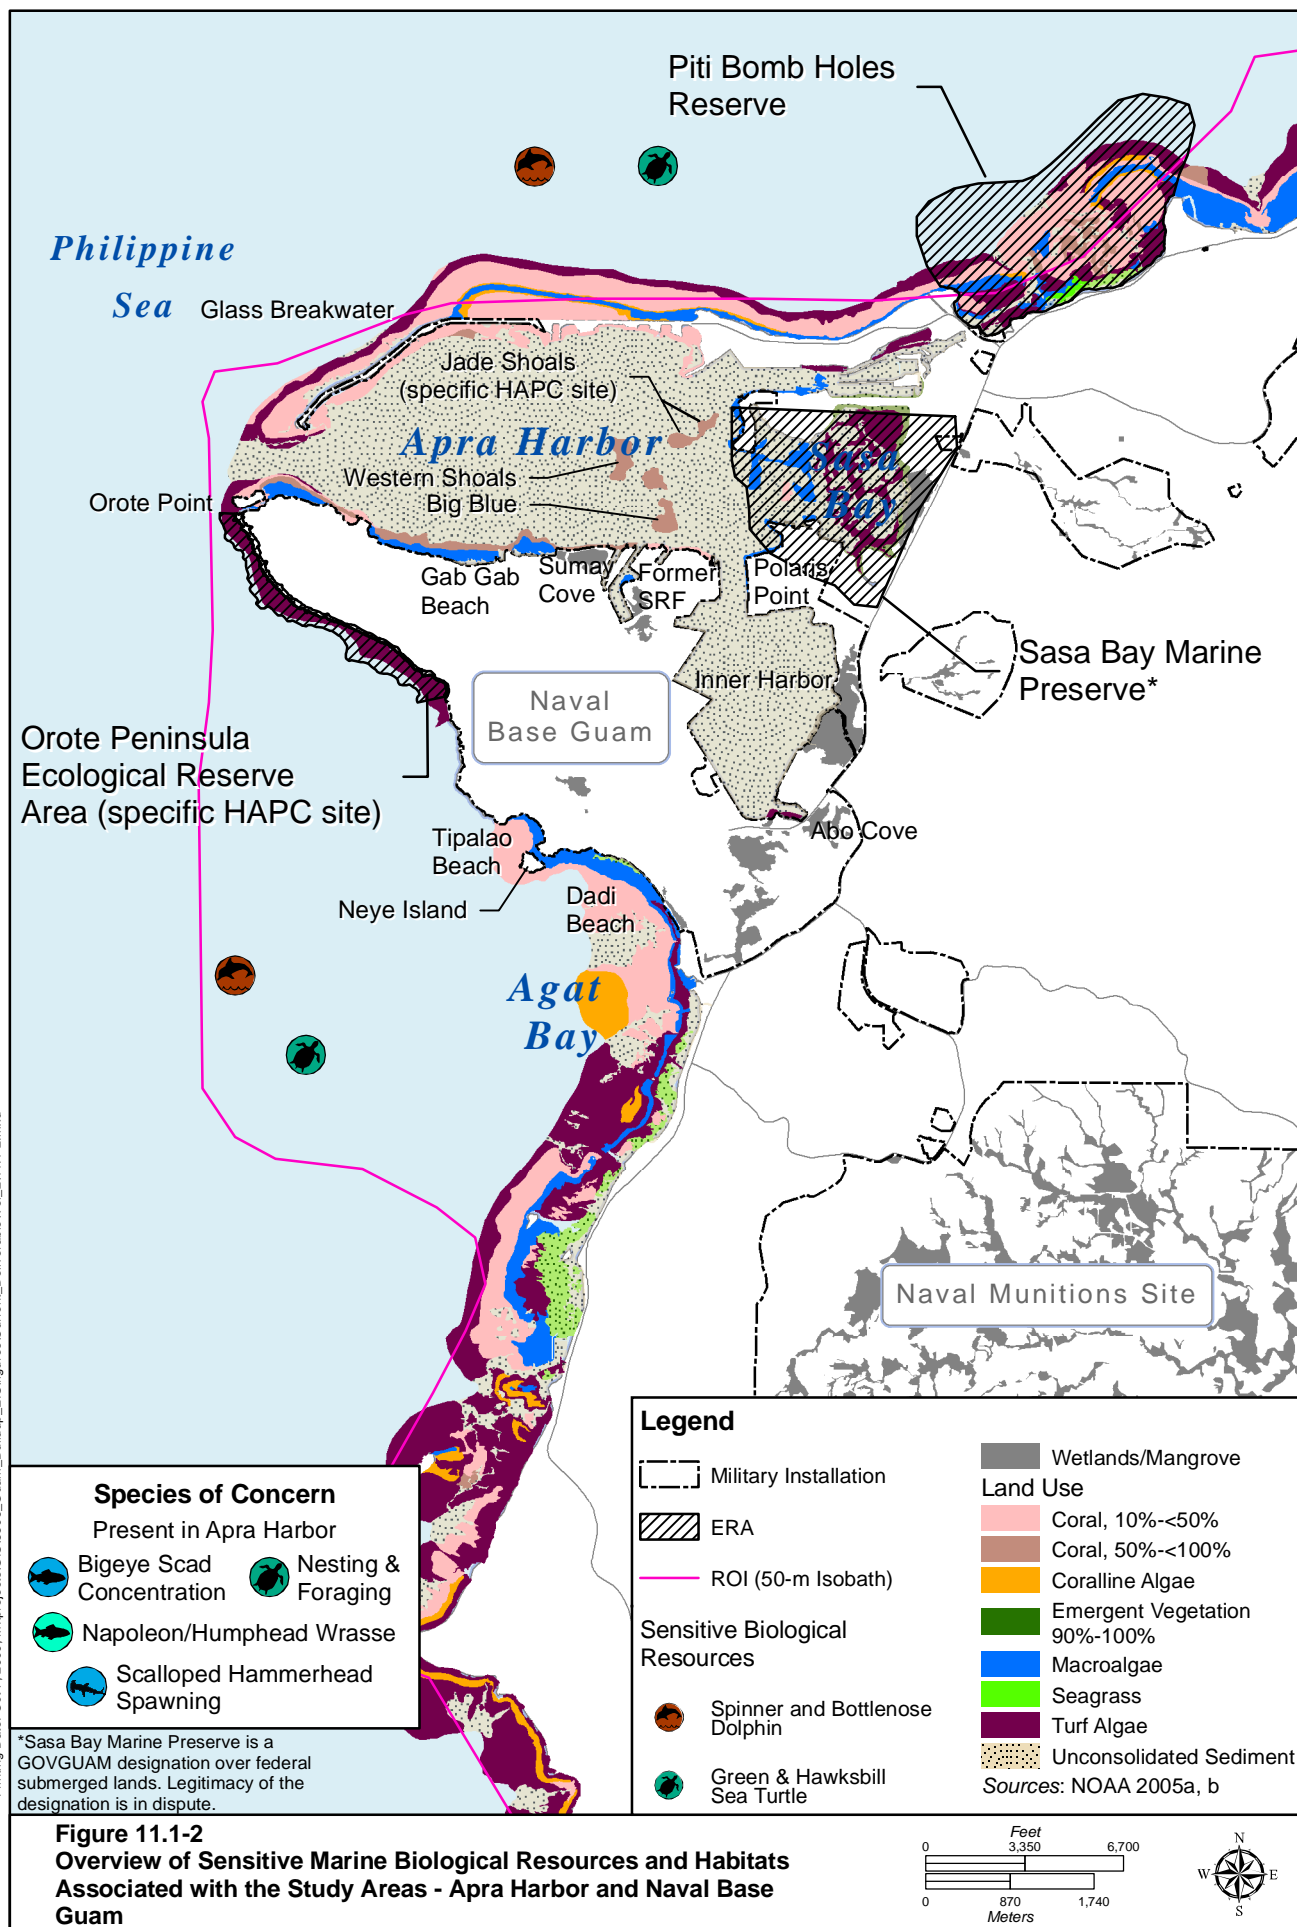 Piti Bomb Holes
Reserve
Philippine
Sea
Glass Breakwater
Jade Shoals
(specific HAPC site)
Apra Harbor
Sasa
Bay
Western Shoals
Big Blue
Orote Point
Gab Gab
Beach
Sumay
Cove
Former
SRF
Polaris
Point
Sasa Bay Marine
Preserve*
Inner Harbor
Naval
Base Guam
Orote Peninsula
Ecological Reserve
Area (specific HAPC site)
Tipalao
Beach
Abo Cove
Neye Island
Dadi
Beach
Agat
Bay
Naval Munitions Site
Legend
Military Installation
ERA
ROI (50-m Isobath)
Sensitive Biological
Resources
Spinner and Bottlenose
Dolphin
Green & Hawksbill
Sea Turtle
Wetlands/Mangrove
Land Use
Coral, 10%-<50%
Coral, 50%-<100%
Coralline Algae
Emergent Vegetation
90%-100%
Macroalgae
Seagrass
Turf Algae
Unconsolidated Sediment
Sources: NOAA 2005a, b
Species of Concern
Present in Apra Harbor
Bigeye Scad
Concentration
Nesting &
Foraging
Napoleon/Humphead Wrasse
Scalloped Hammerhead
Spawning
*Sasa Bay Marine Preserve is a
GOVGUAM designation over federal
submerged lands. Legitimacy of the
designation is in dispute.
Figure 11.1-2
Overview of Sensitive Marine Biological Resources and Habitats
Associated with the Study Areas - Apra Harbor and Naval Base
Guam
Feet
0 3,350 6,700
0 870 1,740
Meters
N
W E
S